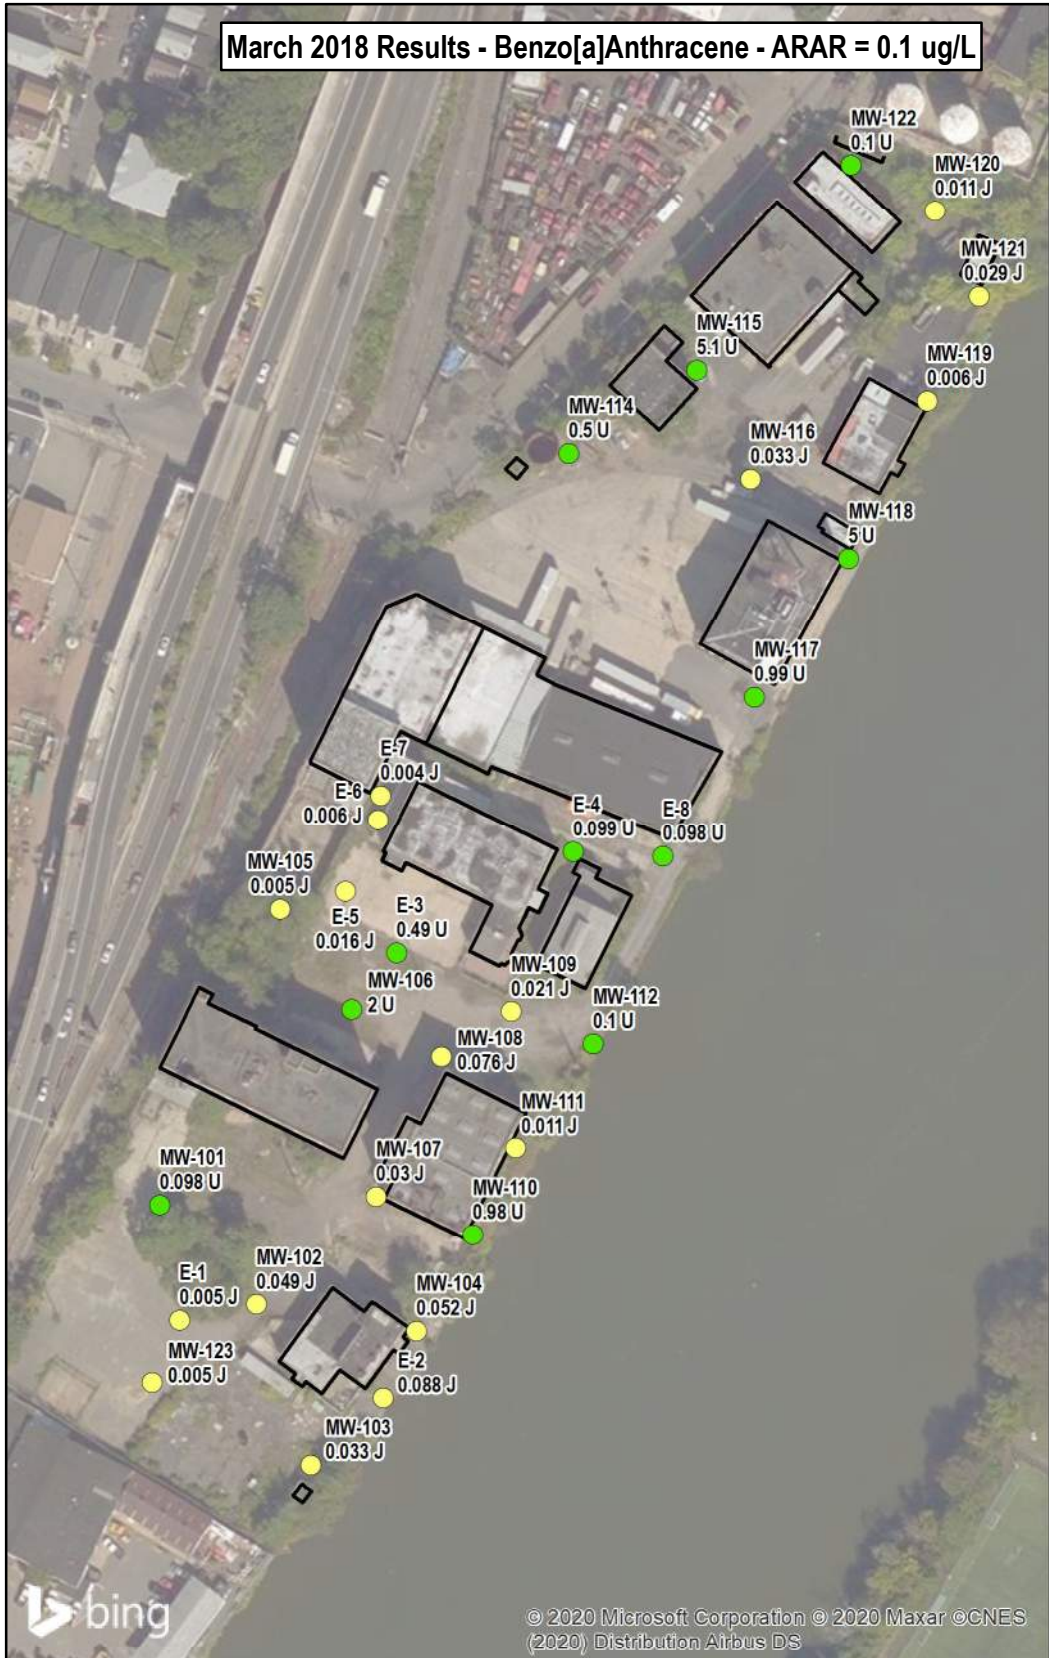 March 2018 Results - Benzo[a]Anthracene - ARAR = 0.1 ug/L
MW-122
0.1 U
MW-120
0.011 J
MW-121
0.029 J
MW-115
5.1 U
MW-119
0.006 J
MW-114
0.5 U
MW-116
0.033 J
MW-118
5 U
MW-117
0.99 U
E-7
0.004 J
E-6
0.006 J
E-4
0.099 U
E-8
0.098 U
MW-105
0.005 J
E-5
0.016 J
E-3
0.49 U
MW-106
2 U
MW-109
0.021 J
MW-112
0.1 U
MW-108
0.076 J
MW-111
0.011 J
MW-107
0.03 J
MW-101
0.098 U
MW-110
0.98 U
MW-102
0.049 J
E-1
0.005 J
MW-104
0.052 J
MW-123
0.005 J
E-2
0.088 J
MW-103
0.033 J
bing
© 2020 Microsoft Corporation © 2020 Maxar ©CNES
(2020) Distribution Airbus DS